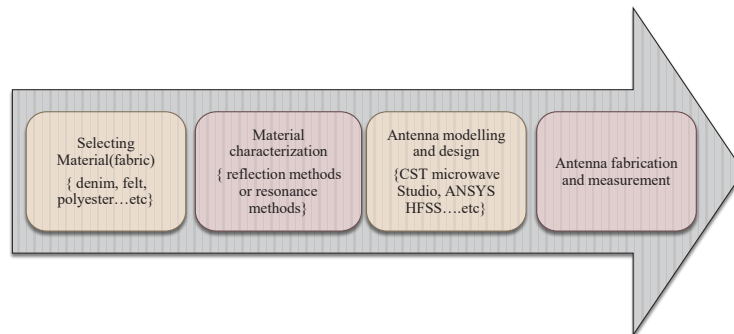 Selecting
Material(fabric)
{ denim, felt,
polyester…etc}
Material
characterization
{ reflection methods
or resonance
methods}
Antenna modelling
and design
{CST microwave
Studio, ANSYS
HFSS….etc}
Antenna fabrication
and measurement